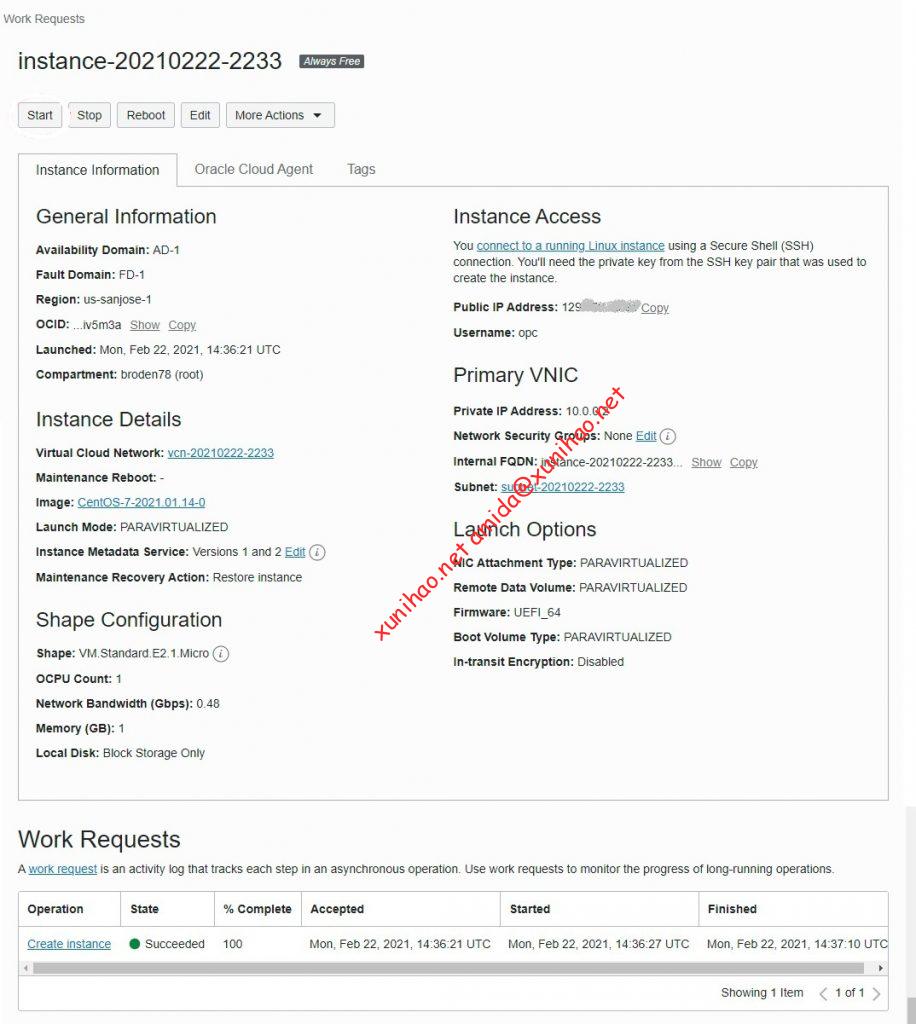 Work Requests
instance-20210222-2233 Always Free
Start Stop Reboot Edit More Actions
Instance Information Oracle Cloud Agent Tags
General Information
Availability Domain: AD-1
Fault Domain: FD-1
Region: us-sanjose-1
OCID: ...iv5m3a Show Copy
Launched: Mon, Feb 22, 2021, 14:36:21 UTC
Compartment: broden78 (root)
Instance Details
Virtual Cloud Network: vcn-20210222-2233
Maintenance Reboot: -
Image: CentOS-7-2021.01.14-0
Launch Mode: PARAVIRTUALIZED
Instance Metadata Service: Versions 1 and 2 Edit
Maintenance Recovery Action: Restore instance
Shape Configuration
Shape: VM.Standard.E2.1.Micro
OCPU Count: 1
Network Bandwidth (Gbps): 0.48
Memory (GB): 1
Local Disk: Block Storage Only
Instance Access
You connect to a running Linux instance using a Secure Shell (SSH)
connection. You'll need the private key from the SSH key pair that was used to
create the instance.
Public IP Address: 129 Copy
Username: opc
Primary VNIC
Private IP Address: 10.0.0.2
Network Security Groups: None Edit
Internal FQDN: instance-20210222-2233... Show Copy
Subnet: subnet-20210222-2233
Launch Options
NIC Attachment Type: PARAVIRTUALIZED
Remote Data Volume: PARAVIRTUALIZED
Firmware: UEFI_64
Boot Volume Type: PARAVIRTUALIZED
In-transit Encryption: Disabled
xunihao.net amida@xunihao.net
Work Requests
A work request is an activity log that tracks each step in an asynchronous operation. Use work requests to monitor the progress of long-running operations.
Operation State % Complete Accepted Started Finished
Create instance Succeeded 100 Mon, Feb 22, 2021, 14:36:21 UTC Mon, Feb 22, 2021, 14:36:27 UTC Mon, Feb 22, 2021, 14:37:10 UTC
Showing 1 Item 1 of 1